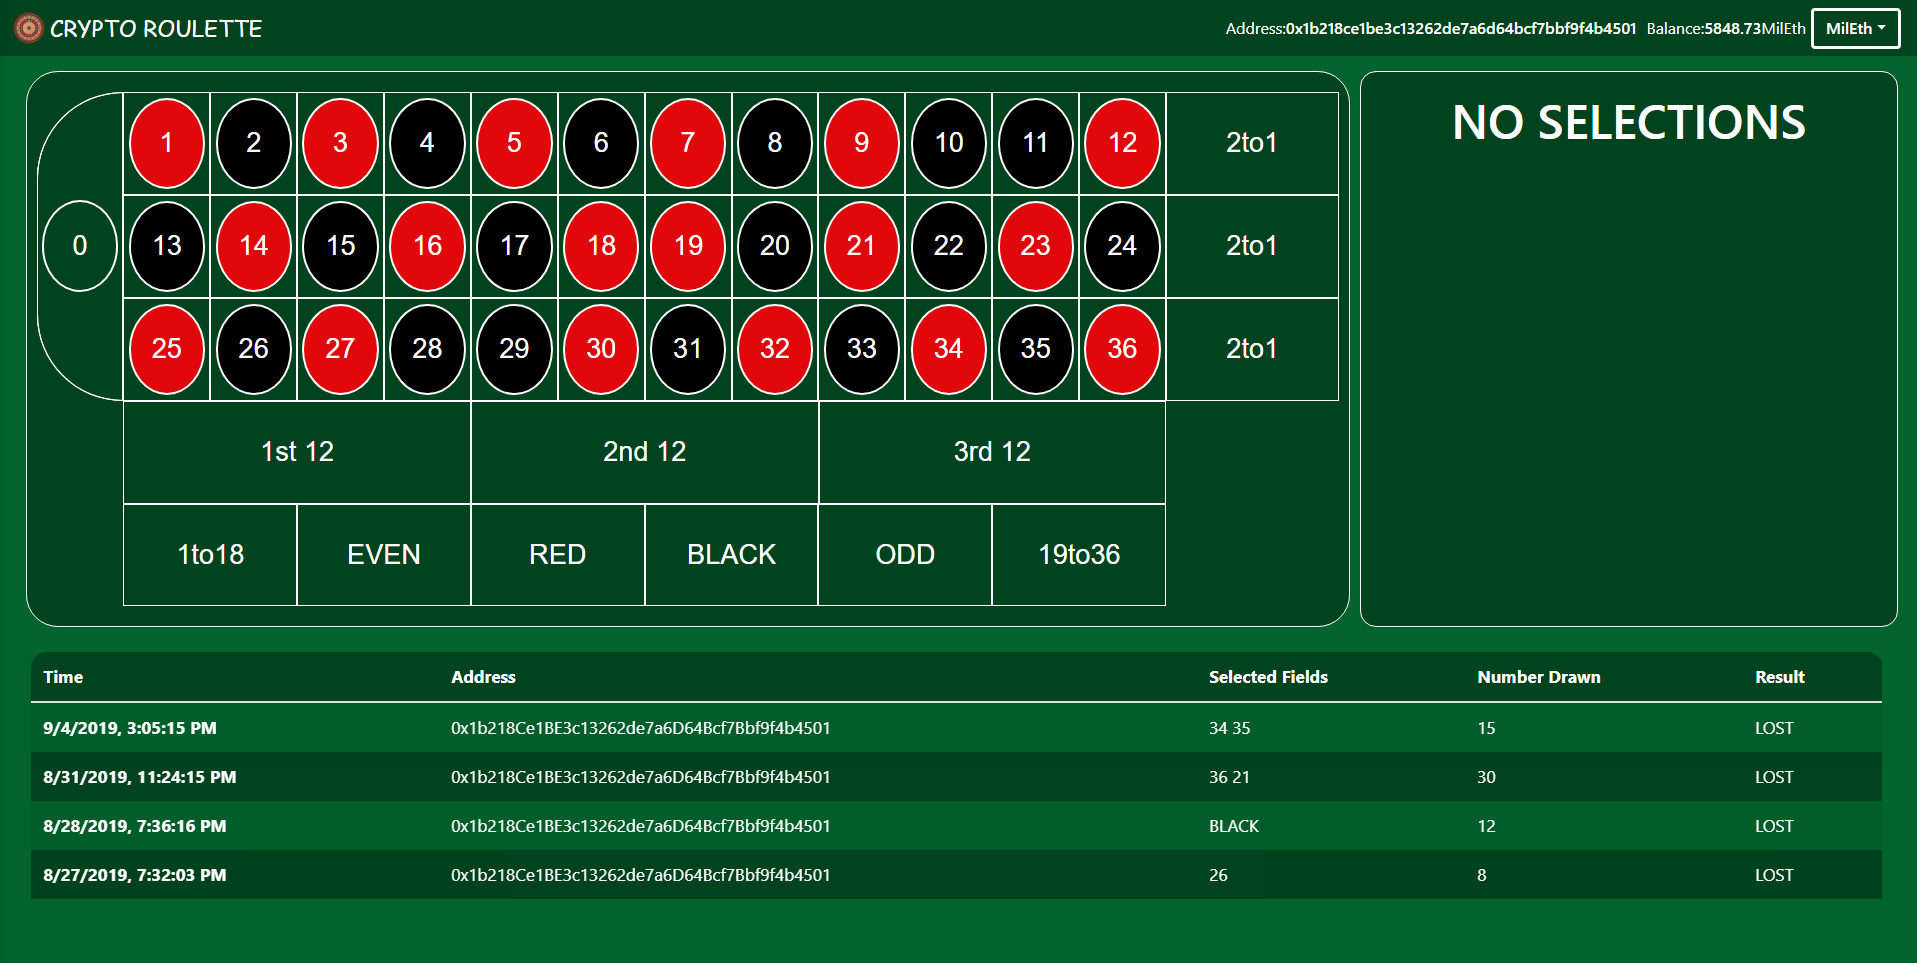 CRYPTO ROULETTE
Address:0x1b218ce1be3c13262de7a6d64bcf7bbf9f4b4501 Balance:5848.73MilEth MilEth
NO SELECTIONS
1 2 3 4 5 6 7 8 9 10 11 12 2to1
0 13 14 15 16 17 18 19 20 21 22 23 24 2to1
25 26 27 28 29 30 31 32 33 34 35 36 2to1
1st 12 2nd 12 3rd 12
1to18 EVEN RED BLACK ODD 19to36
Time Address Selected Fields Number Drawn Result
9/4/2019, 3:05:15 PM 0x1b218Ce1BE3c13262de7a6D64Bcf7Bbf9f4b4501 34 35 15 LOST
8/31/2019, 11:24:15 PM 0x1b218Ce1BE3c13262de7a6D64Bcf7Bbf9f4b4501 36 21 30 LOST
8/28/2019, 7:36:16 PM 0x1b218Ce1BE3c13262de7a6D64Bcf7Bbf9f4b4501 BLACK 12 LOST
8/27/2019, 7:32:03 PM 0x1b218Ce1BE3c13262de7a6D64Bcf7Bbf9f4b4501 26 8 LOST